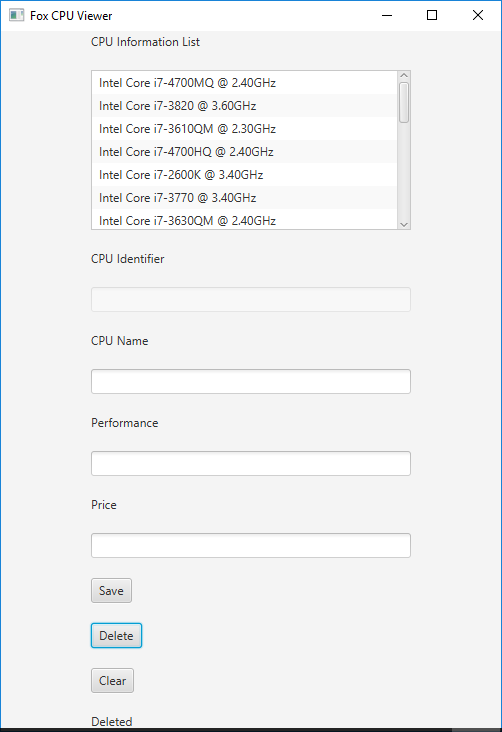 Fox CPU Viewer
CPU Information List
Intel Core i7-4700MQ @ 2.40GHz
Intel Core i7-3820 @ 3.60GHz
Intel Core i7-3610QM @ 2.30GHz
Intel Core i7-4700HQ @ 2.40GHz
Intel Core i7-2600K @ 3.40GHz
Intel Core i7-3770 @ 3.40GHz
Intel Core i7-3630QM @ 2.40GHz
CPU Identifier
CPU Name
Performance
Price
Save
Delete
Clear
Deleted